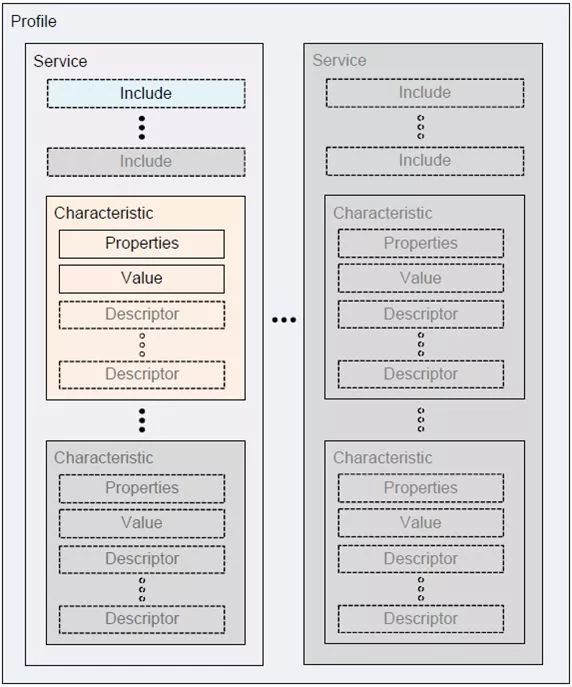 Profile
Service
Include
Include
Characteristic
Properties
Value
Descriptor
Descriptor
Characteristic
Properties
Value
Descriptor
Descriptor
Service
Include
Include
Characteristic
Properties
Value
Descriptor
Descriptor
Characteristic
Properties
Value
Descriptor
Descriptor